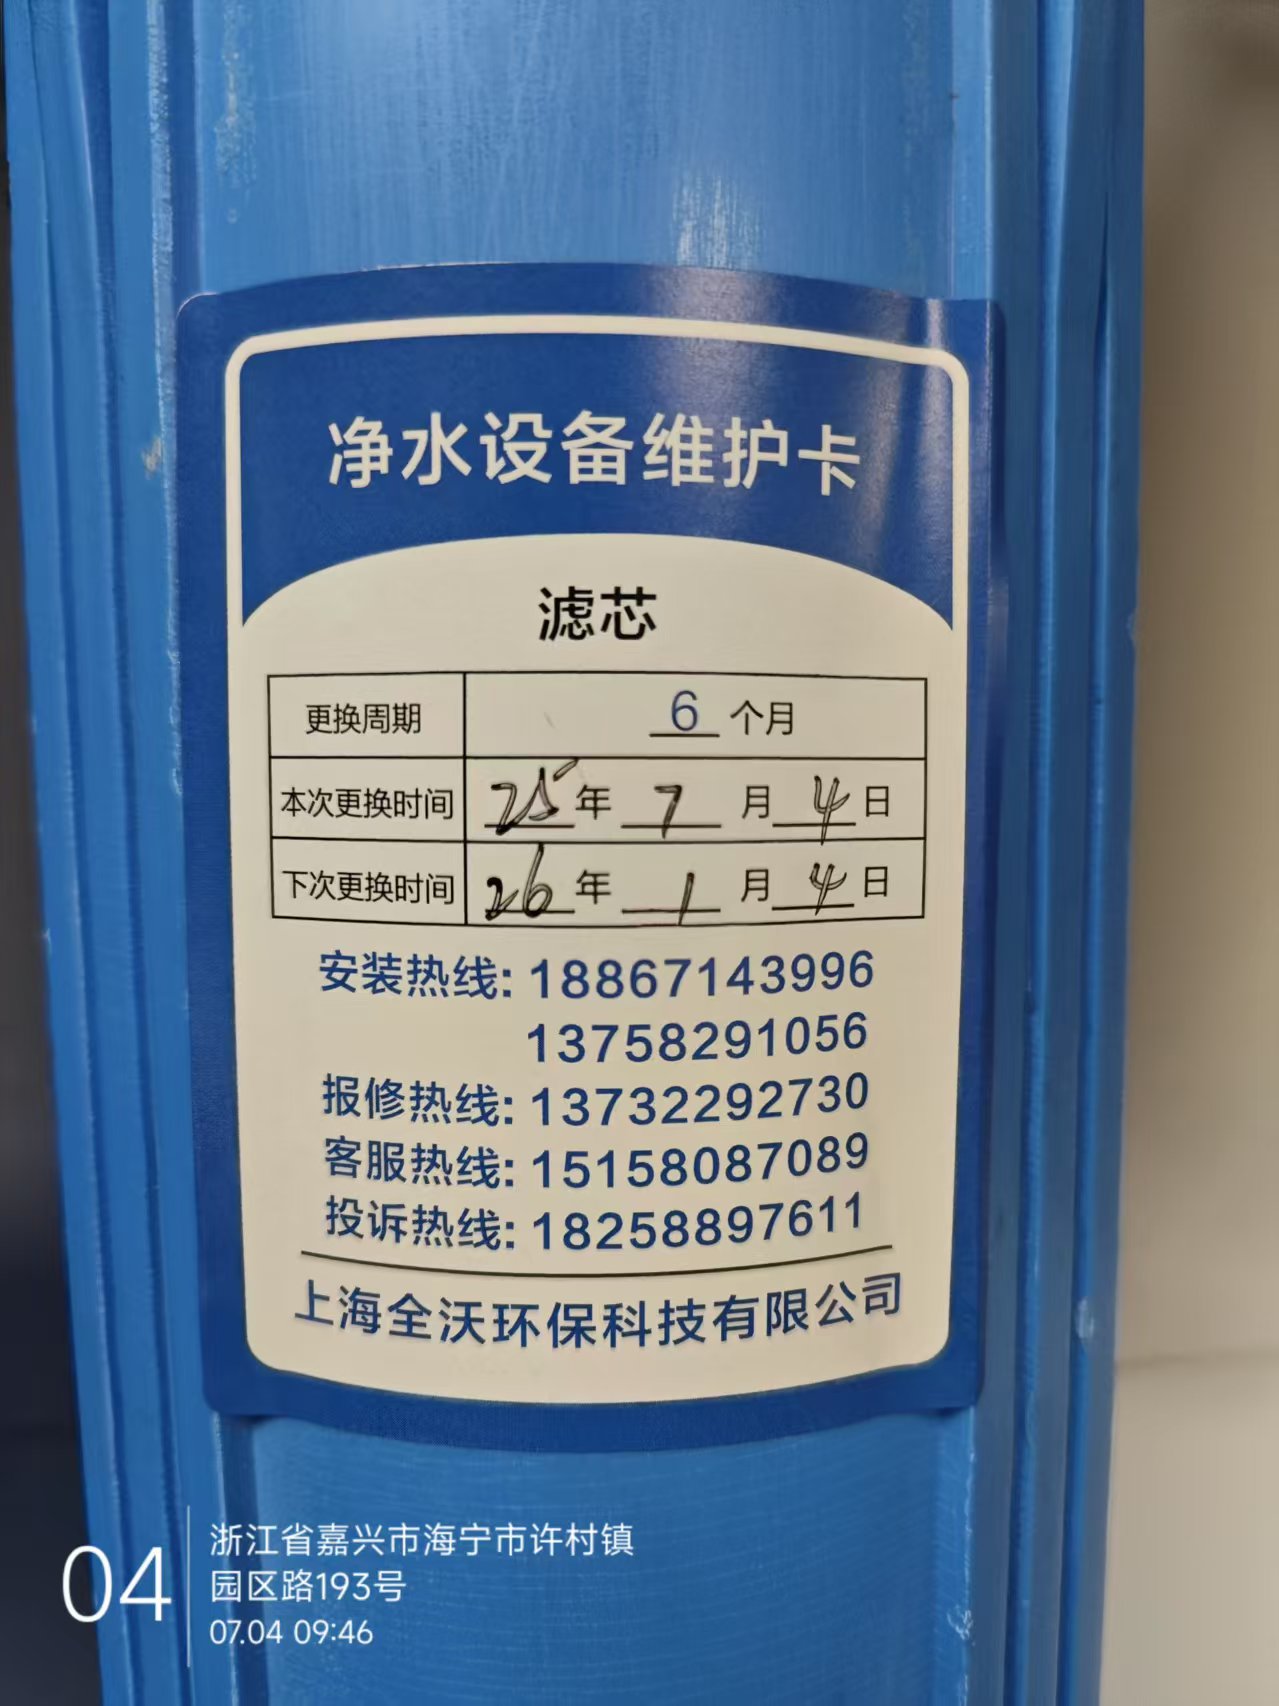 净水设备维护卡
滤芯
更换周期 6 个月
本次更换时间 25 年 7 月 4 日
下次更换时间 26 年 1 月 4 日
安装热线: 18867143996
13758291056
报修热线: 13732292730
客服热线: 15158087089
投诉热线: 18258897611
上海全沃环保科技有限公司
04
浙江省嘉兴市海宁市许村镇
园区路193号
07.04 09:46